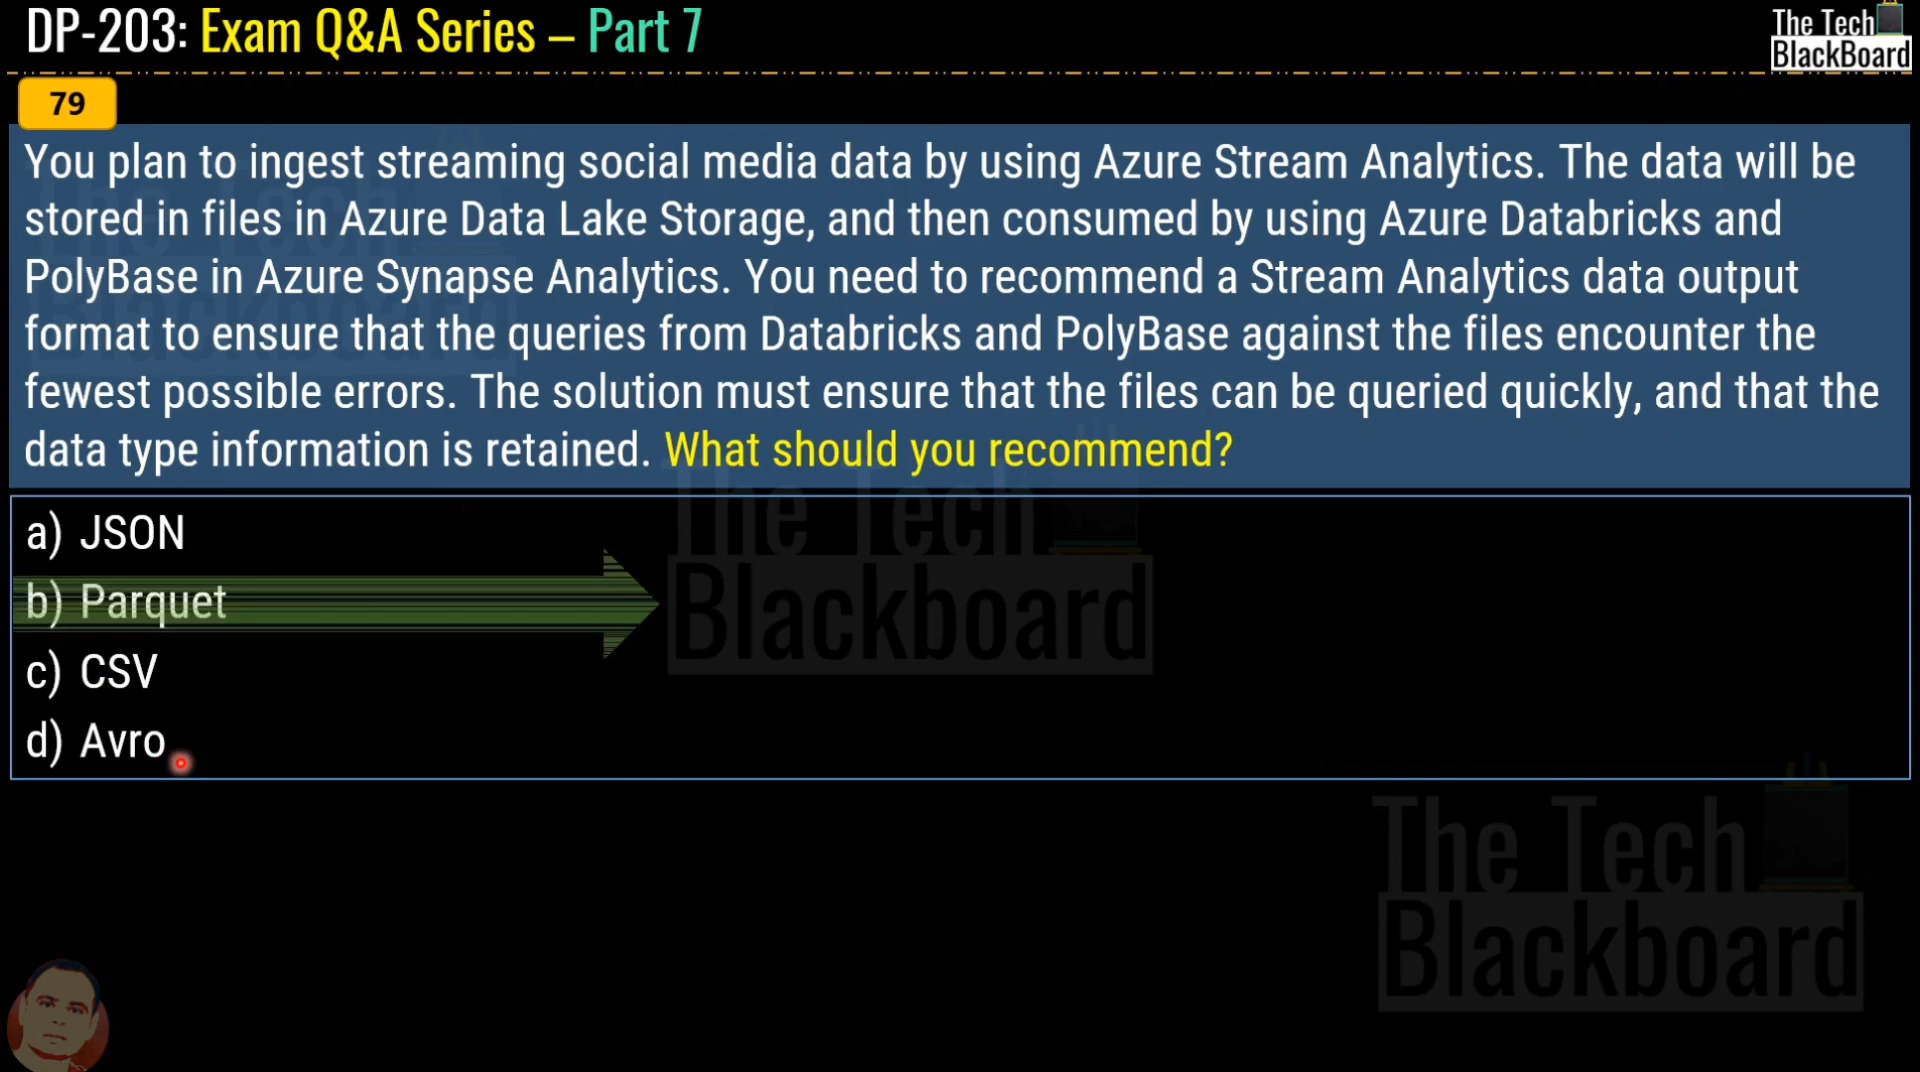 DP-203: Exam Q&A Series – Part 7
The Tech
BlackBoard
79
You plan to ingest streaming social media data by using Azure Stream Analytics. The data will be
stored in files in Azure Data Lake Storage, and then consumed by using Azure Databricks and
PolyBase in Azure Synapse Analytics. You need to recommend a Stream Analytics data output
format to ensure that the queries from Databricks and PolyBase against the files encounter the
fewest possible errors. The solution must ensure that the files can be queried quickly, and that the
data type information is retained. What should you recommend?
a) JSON
b) Parquet
c) CSV
d) Avro
The Tech
Blackboard
The Tech
Blackboard
The Tech
Blackboard